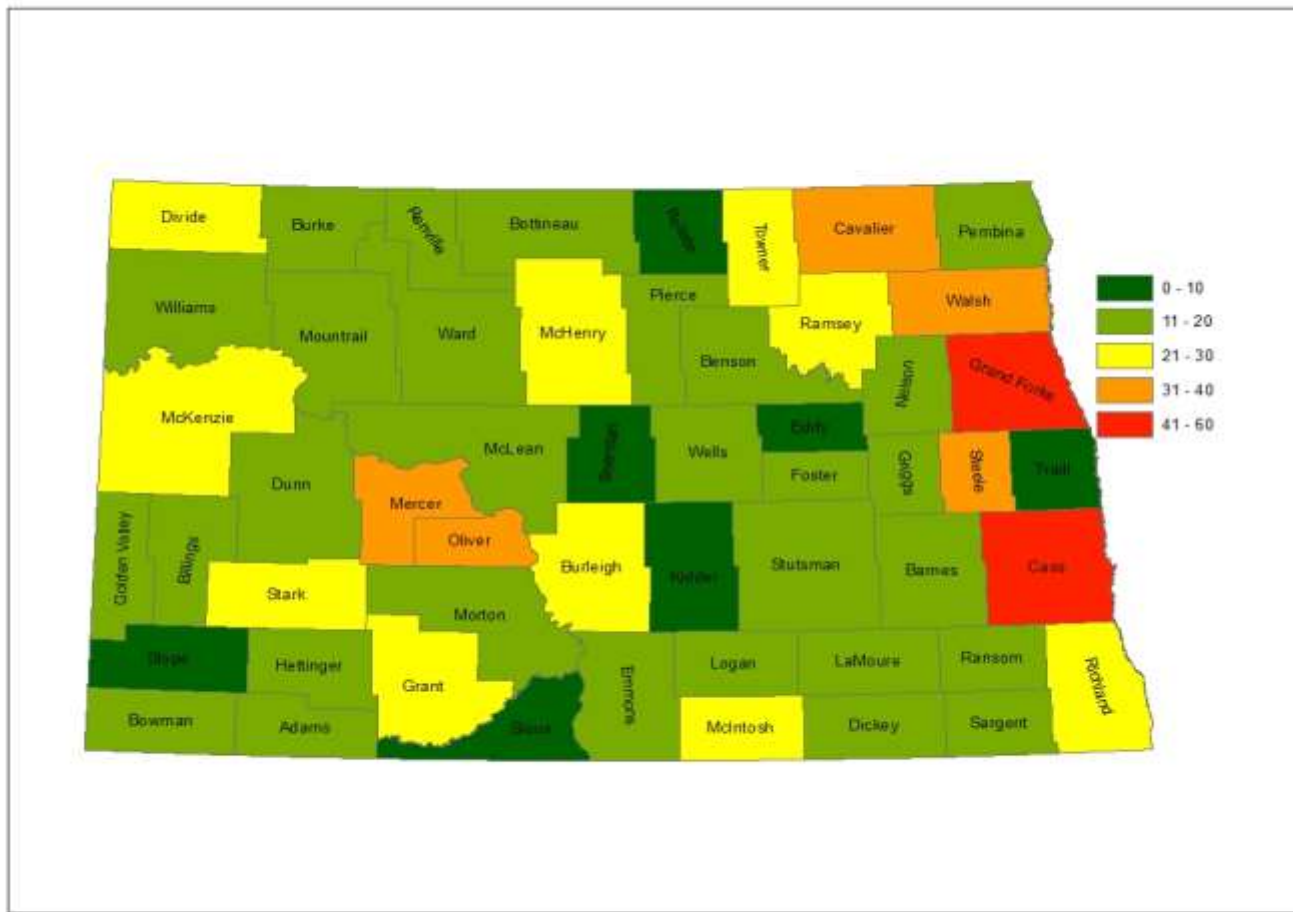 Divide
Burke
Renville
Bottineau
Rolette
Towner
Cavalier
Pembina
Williams
Mountrail
Ward
McHenry
Pierce
Benson
Ramsey
Walsh
Nelson
Grand Forks
McKenzie
Dunn
McLean
Sheridan
Wells
Eddy
Foster
Griggs
Steele
Traill
Mercer
Oliver
Golden Valley
Billings
Stark
Burleigh
Kidder
Stutsman
Barnes
Cass
Morton
Slope
Hettinger
Grant
Sioux
Emmons
Logan
LaMoure
Ransom
Richland
Bowman
Adams
McIntosh
Dickey
Sargent
0 - 10
11 - 20
21 - 30
31 - 40
41 - 60